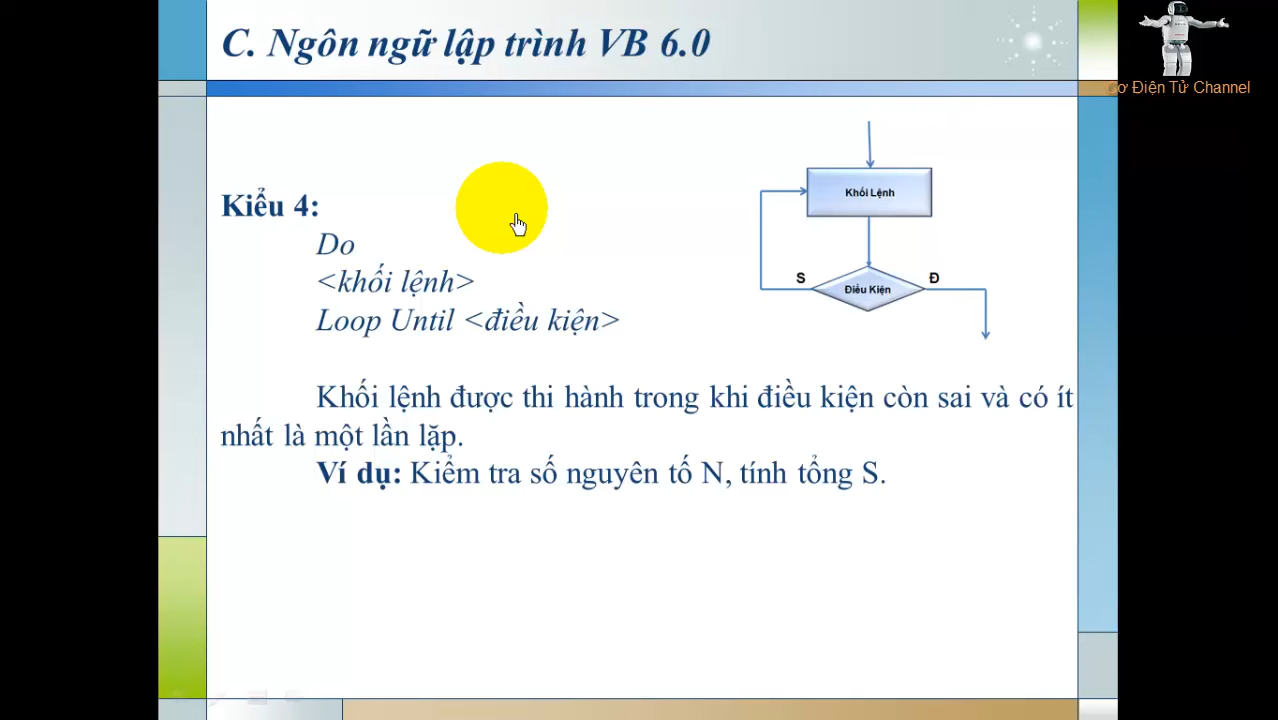 C. Ngôn ngữ lập trình VB 6.0
Cơ Điện Tử Channel
Kiểu 4:
Do
<khối lệnh>
Loop Until <điều kiện>
Khối Lệnh
S
Đ
Điều Kiện
Khối lệnh được thi hành trong khi điều kiện còn sai và có ít
nhất là một lần lặp.
Ví dụ: Kiểm tra số nguyên tố N, tính tổng S.